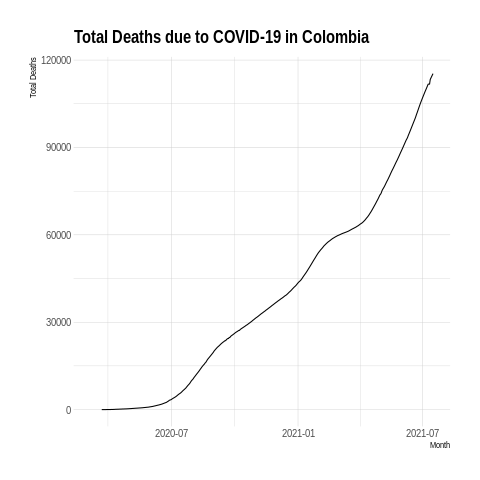 Total Deaths due to COVID-19 in Colombia
Total Deaths
120000
90000
60000
30000
0
2020-07 2021-01 2021-07
Month